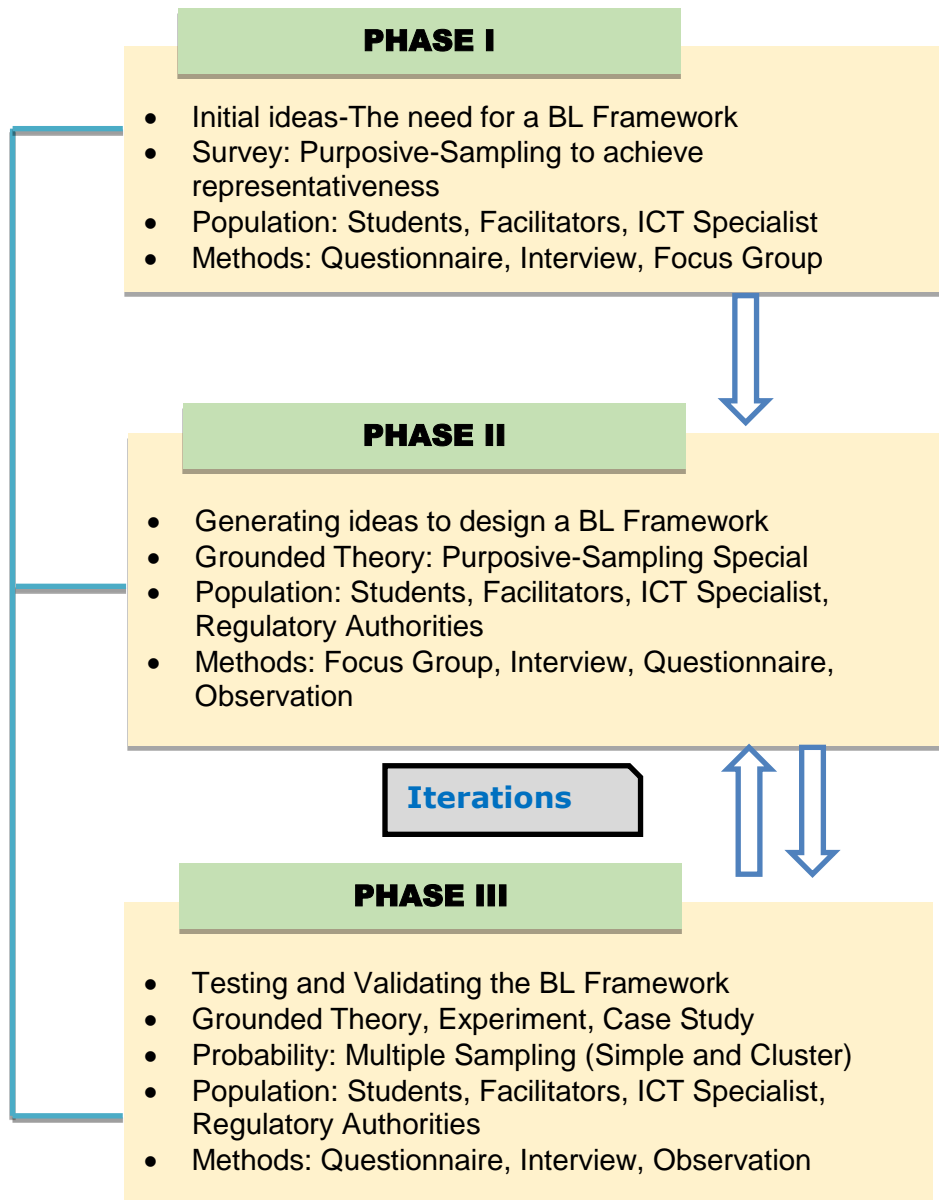 PHASE I
• Initial ideas-The need for a BL Framework
• Survey: Purposive-Sampling to achieve
representativeness
• Population: Students, Facilitators, ICT Specialist
• Methods: Questionnaire, Interview, Focus Group
PHASE II
• Generating ideas to design a BL Framework
• Grounded Theory: Purposive-Sampling Special
• Population: Students, Facilitators, ICT Specialist,
Regulatory Authorities
• Methods: Focus Group, Interview, Questionnaire,
Observation
Iterations
PHASE III
• Testing and Validating the BL Framework
• Grounded Theory, Experiment, Case Study
• Probability: Multiple Sampling (Simple and Cluster)
• Population: Students, Facilitators, ICT Specialist,
Regulatory Authorities
• Methods: Questionnaire, Interview, Observation